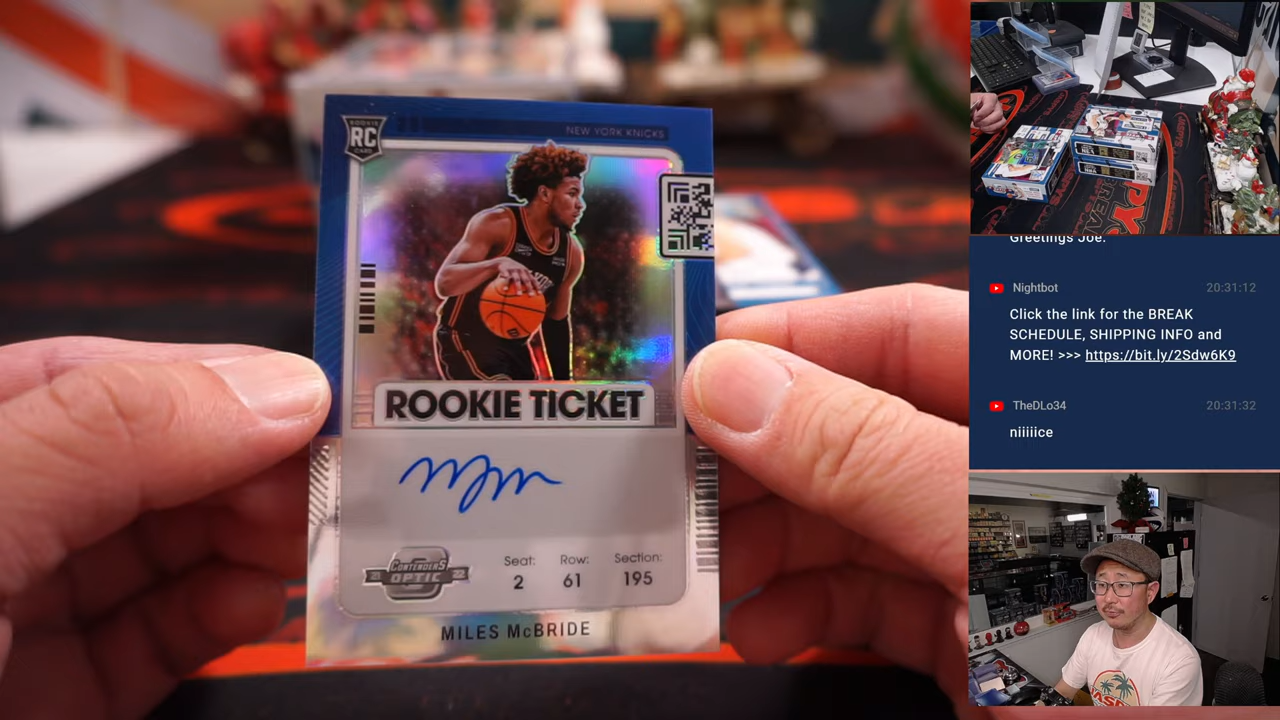 ROOKIE
RC
CARD
NEW YORK KNICKS
ROOKIE TICKET
CONTENDERS
OPTIC
21 22
Seat: Row: Section:
2 61 195
MILES McBRIDE
Greetings Joe.
Nightbot 20:31:12
Click the link for the BREAK
SCHEDULE, SHIPPING INFO and
MORE! >>> https://bit.ly/2Sdw6K9
TheDLo34 20:31:32
niiiiice